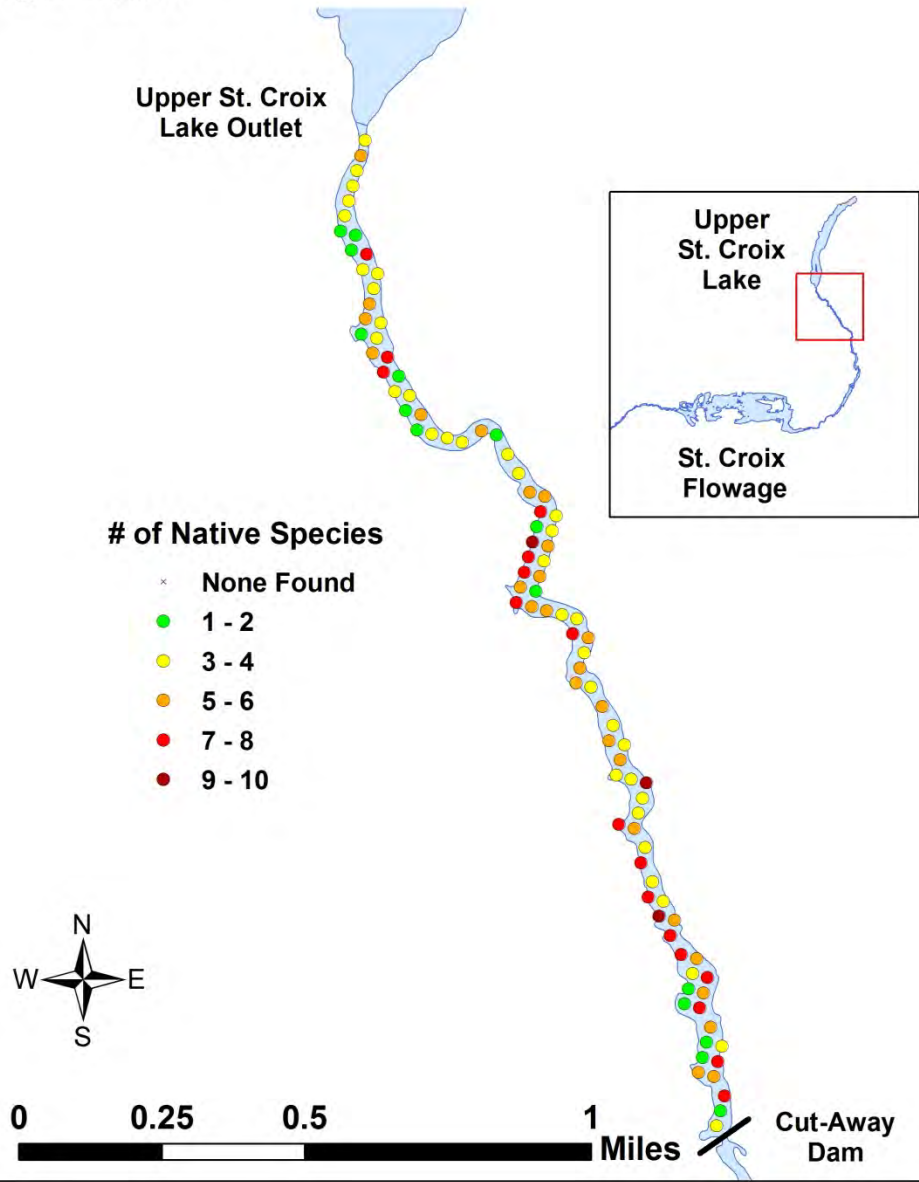 Upper St. Croix
Lake Outlet
Upper
St. Croix
Lake
St. Croix
Flowage
# of Native Species
None Found
1 - 2
3 - 4
5 - 6
7 - 8
9 - 10
N
W E
S
0 0.25 0.5 1
Miles
Cut-Away
Dam